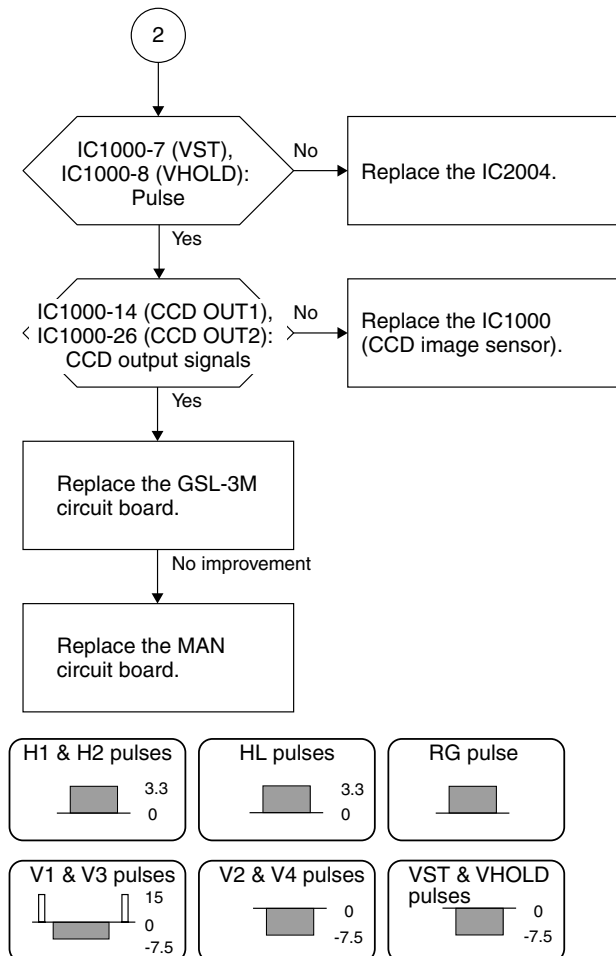 2
IC1000-7 (VST),
IC1000-8 (VHOLD):
Pulse
No
Replace the IC2004.
Yes
IC1000-14 (CCD OUT1),
IC1000-26 (CCD OUT2):
CCD output signals
No
Replace the IC1000
(CCD image sensor).
Yes
Replace the GSL-3M
circuit board.
No improvement
Replace the MAN
circuit board.
H1 & H2 pulses
3.3
0
HL pulses
3.3
0
RG pulse
V1 & V3 pulses
15
0
-7.5
V2 & V4 pulses
0
-7.5
VST & VHOLD
pulses
0
-7.5